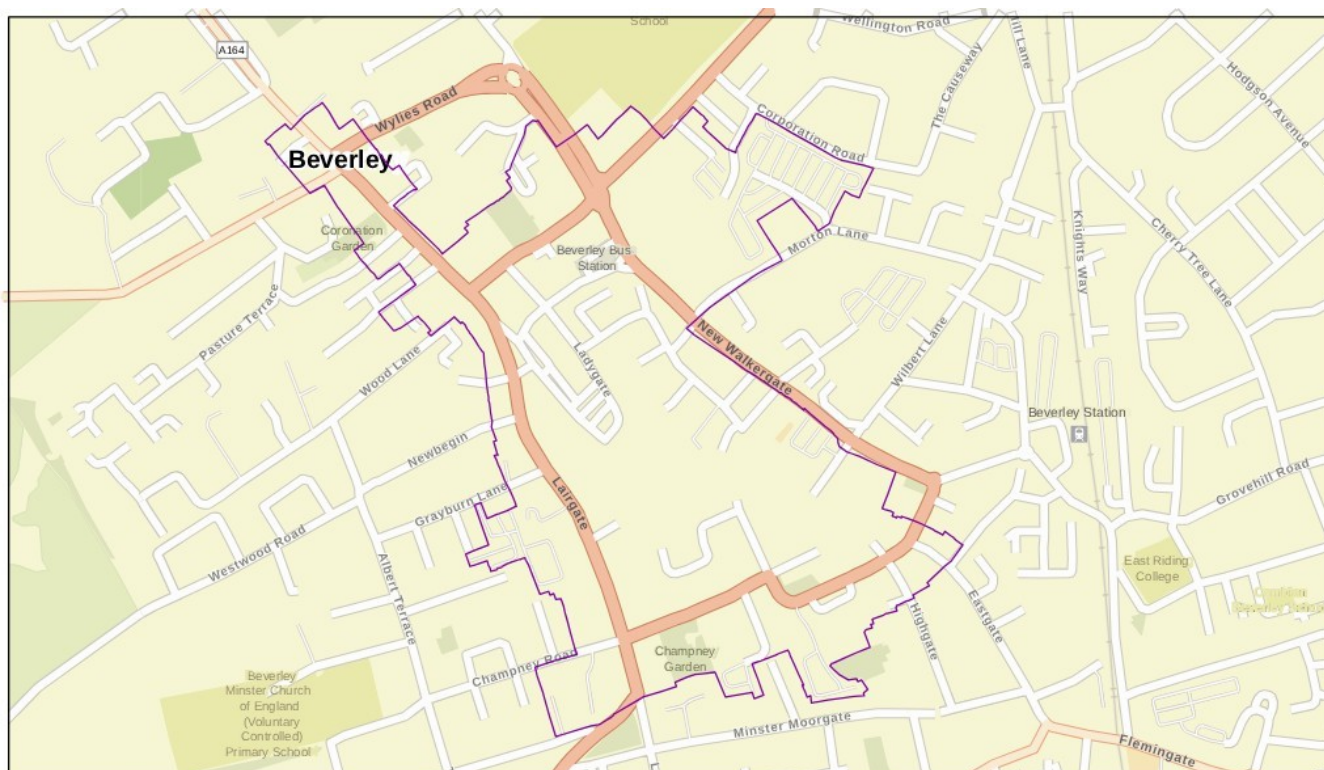 School
Wellington Road
Hill Lane
A164
Wylies Road
Corporation Road
The Causeway
Hodgson Avenue
Beverley
Coronation
Garden
Beverley Bus
Station
Morton Lane
Knights Way
Cherry Tree Lane
Pasture Terrace
Wood Lane
Ladygate
New Walkergate
Wilbert Lane
Beverley Station
Newbegin
Grayburn Lane
Lairgate
Grovehill Road
Westwood Road
Albert Terrace
East Riding
College
Highgate
Eastgate
Champney
Garden
Champney Road
Beverley
Minster Church
of England
(Voluntary
Controlled)
Primary School
Minster Moorgate
Flemingate